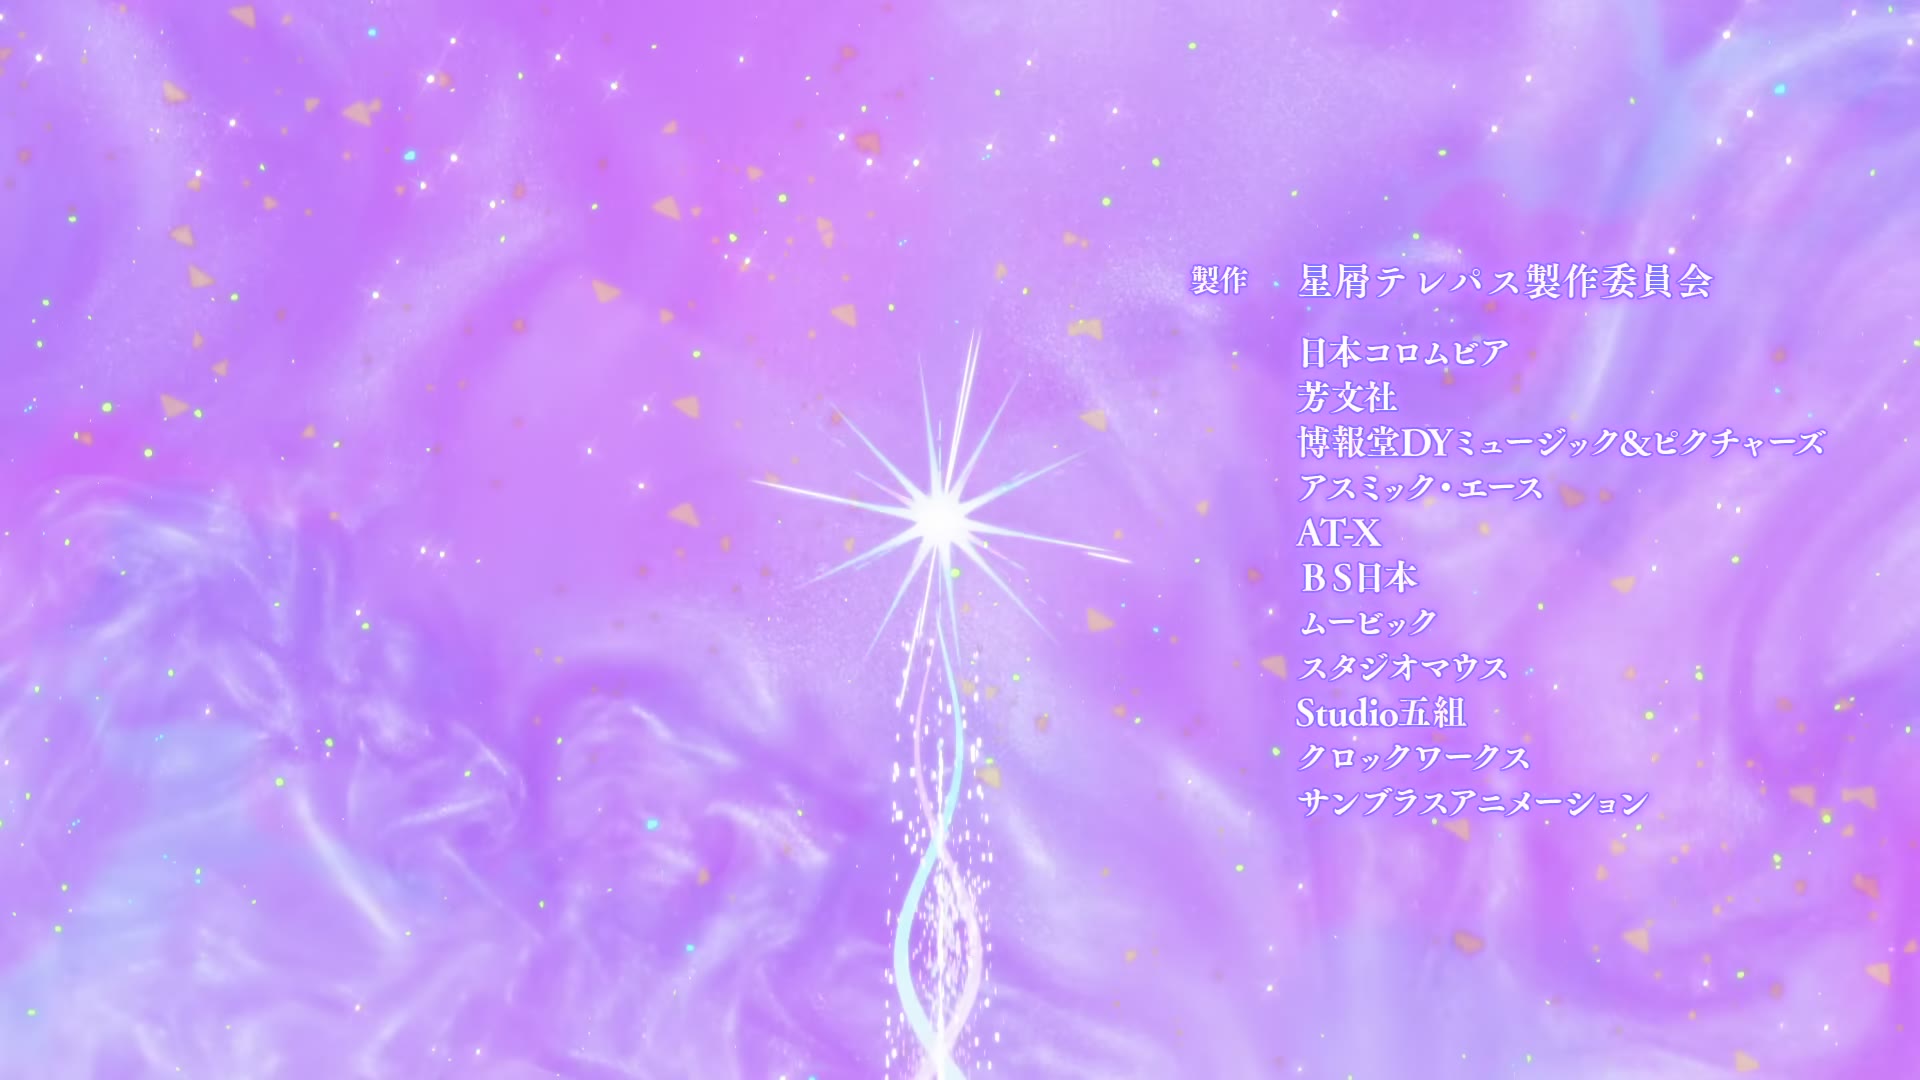 製作 星屑テレパス製作委員会
日本コロムビア
芳文社
博報堂DYミュージック&ピクチャーズ
アスミック・エース
AT-X
ＢＳ日本
ムービック
スタジオマウス
Studio五組
クロックワークス
サンブラスアニメーション